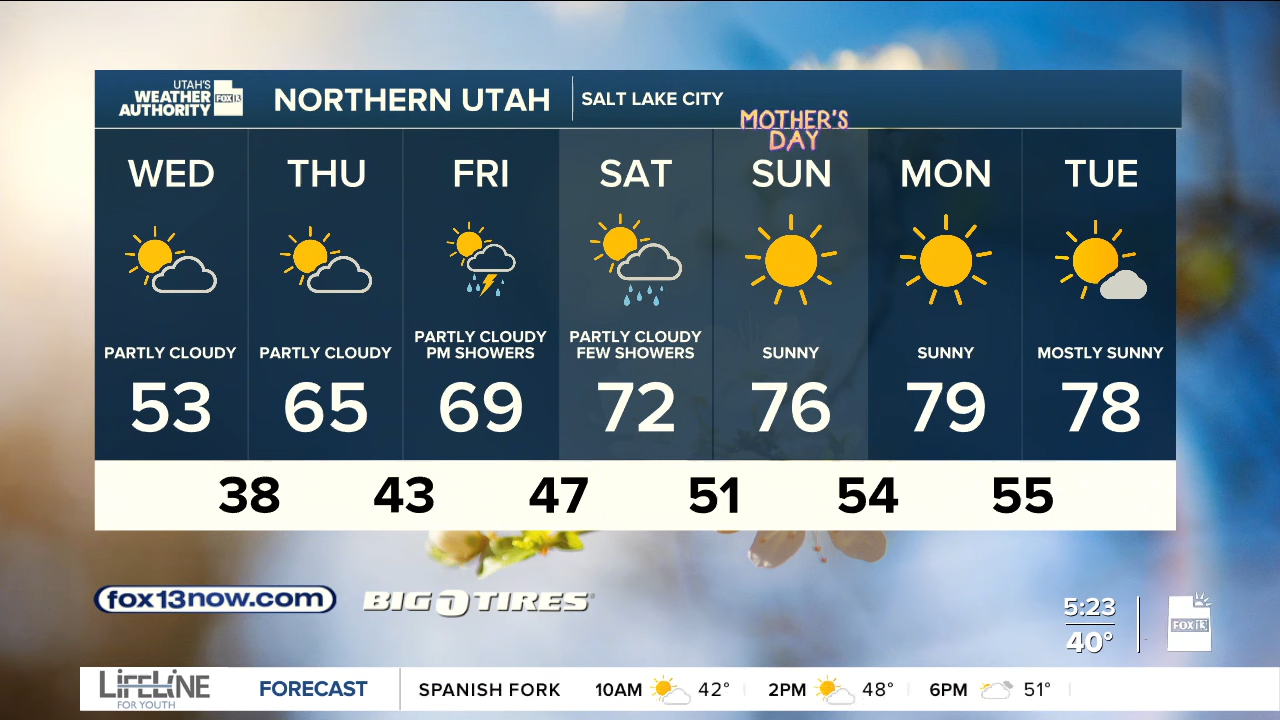 UTAH'S
WEATHER
AUTHORITY
FOX 13
NORTHERN UTAH
SALT LAKE CITY
MOTHER'S
DAY
WED THU FRI SAT SUN MON TUE
PARTLY CLOUDY PARTLY CLOUDY PARTLY CLOUDY PM SHOWERS PARTLY CLOUDY FEW SHOWERS SUNNY SUNNY MOSTLY SUNNY
53 65 69 72 76 79 78
38 43 47 51 54 55
fox13now.com BIG O TIRES
5:23
40°
FOX 13
LIFELINE
FOR YOUTH
FORECAST SPANISH FORK 10AM 42° 2PM 48° 6PM 51°